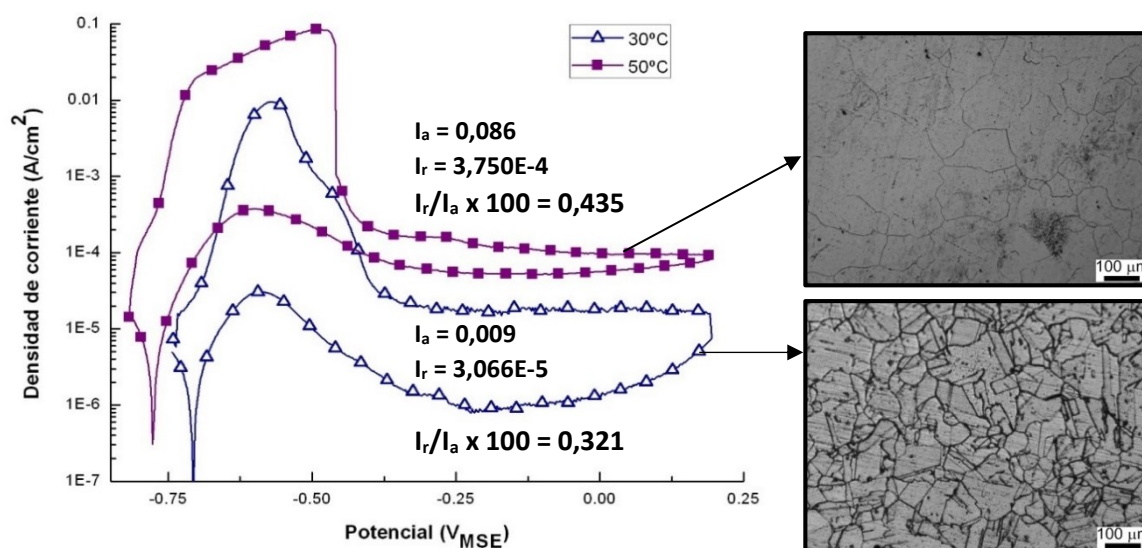 Densidad de corriente (A/cm²)
0.1
0.01
1E-3
1E-4
1E-5
1E-6
1E-7
-0.75
-0.50
-0.25
0.00
0.25
Potencial (V_MSE)
30ºC
50ºC
Iₐ = 0,086
Iᵣ = 3,750E-4
Iᵣ/Iₐ x 100 = 0,435
Iₐ = 0,009
Iᵣ = 3,066E-5
Iᵣ/Iₐ x 100 = 0,321
100 µm
100 µm